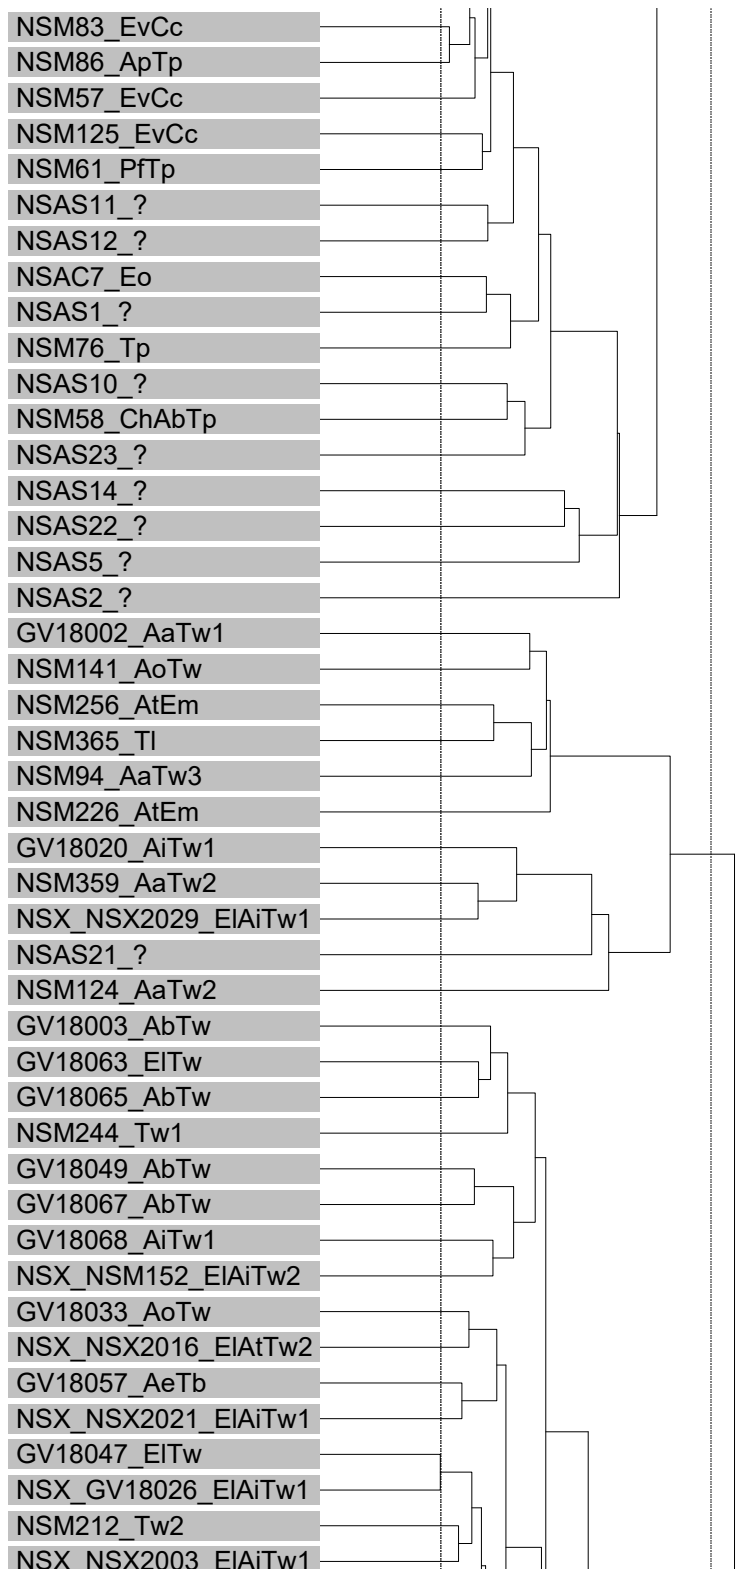 NSM83_EvCc
NSM86_ApTp
NSM57_EvCc
NSM125_EvCc
NSM61_PfTp
NSAS11_?
NSAS12_?
NSAC7_Eo
NSAS1_?
NSM76_Tp
NSAS10_?
NSM58_ChAbTp
NSAS23_?
NSAS14_?
NSAS22_?
NSAS5_?
NSAS2_?
GV18002_AaTw1
NSM141_AoTw
NSM256_AtEm
NSM365_Tl
NSM94_AaTw3
NSM226_AtEm
GV18020_AiTw1
NSM359_AaTw2
NSX_NSX2029_ElAiTw1
NSAS21_?
NSM124_AaTw2
GV18003_AbTw
GV18063_ElTw
GV18065_AbTw
NSM244_Tw1
GV18049_AbTw
GV18067_AbTw
GV18068_AiTw1
NSX_NSM152_ElAiTw2
GV18033_AoTw
NSX_NSX2016_ElAtTw2
GV18057_AeTb
NSX_NSX2021_ElAiTw1
GV18047_ElTw
NSX_GV18026_ElAiTw1
NSM212_Tw2
NSX_NSX2003_ElAiTw1